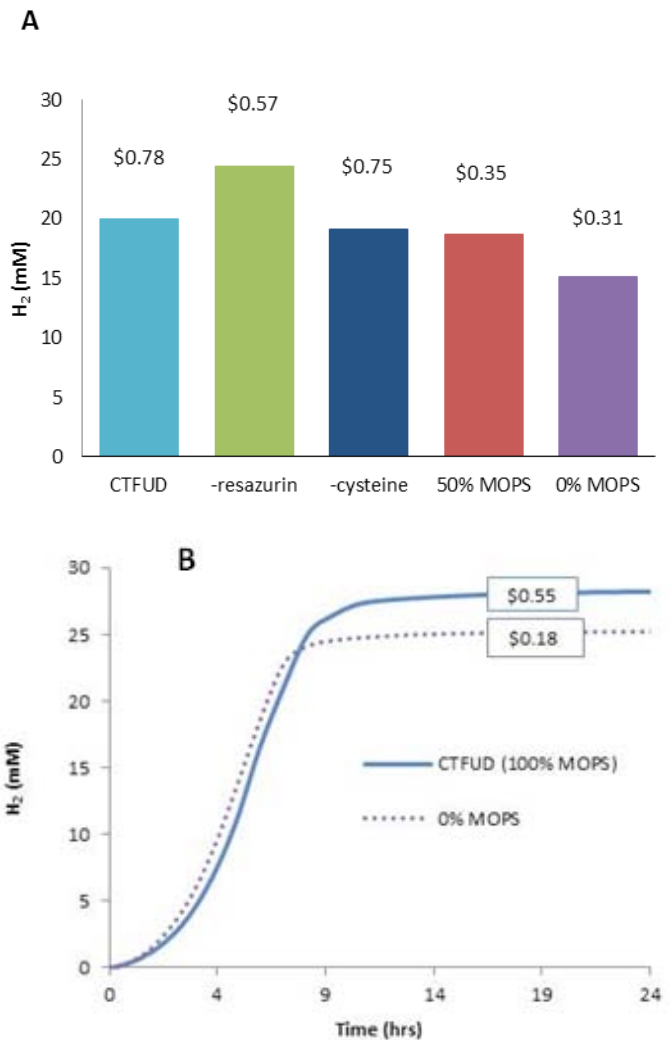 A
30
25
20
15
10
5
0
H₂ (mM)
$0.78
$0.57
$0.75
$0.35
$0.31
CTFUD
-resazurin
-cysteine
50% MOPS
0% MOPS
B
30
25
20
15
10
5
0
H₂ (mM)
$0.55
$0.18
CTFUD (100% MOPS)
0% MOPS
0
4
9
14
19
24
Time (hrs)